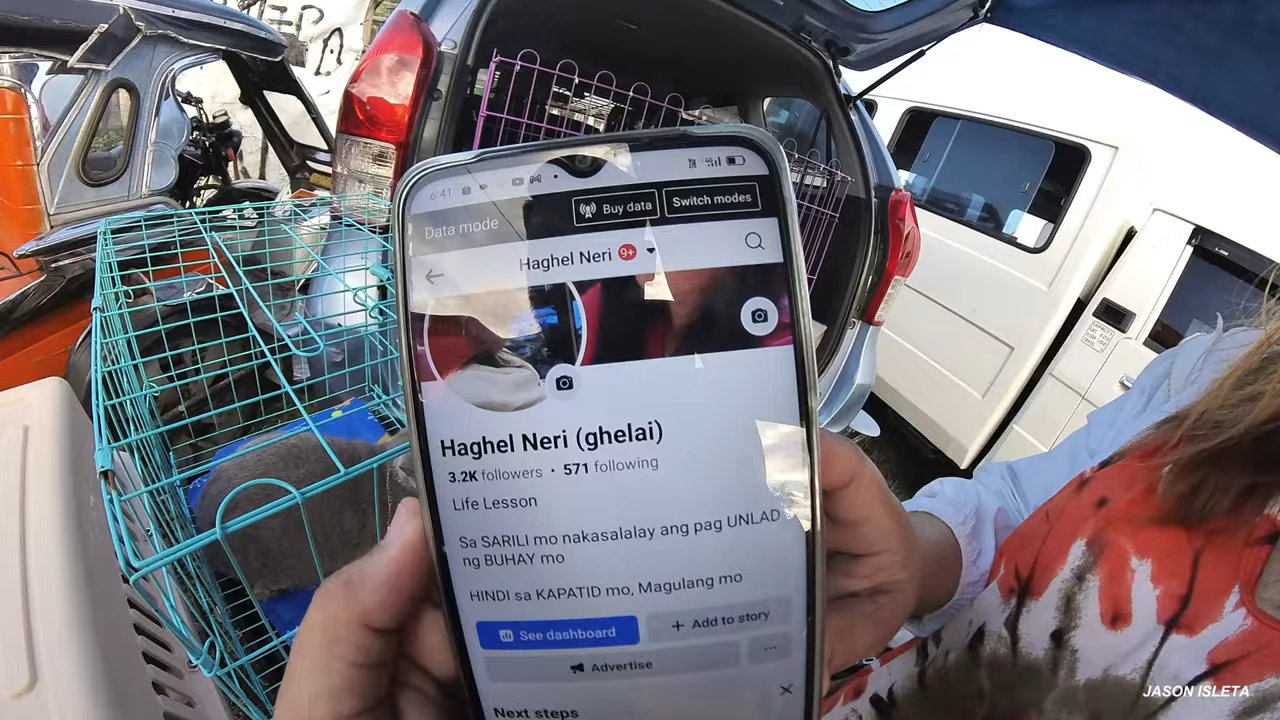 6:41
Data mode
Buy data
Switch modes
Haghel Neri 9+
Haghel Neri (ghelai)
3.2K followers • 571 following
Life Lesson
Sa SARILI mo nakasalalay ang pag UNLAD
ng BUHAY mo
HINDI sa KAPATID mo, Magulang mo
See dashboard
+ Add to story
Advertise
...
Next steps
CAPACITY
JASON ISLETA